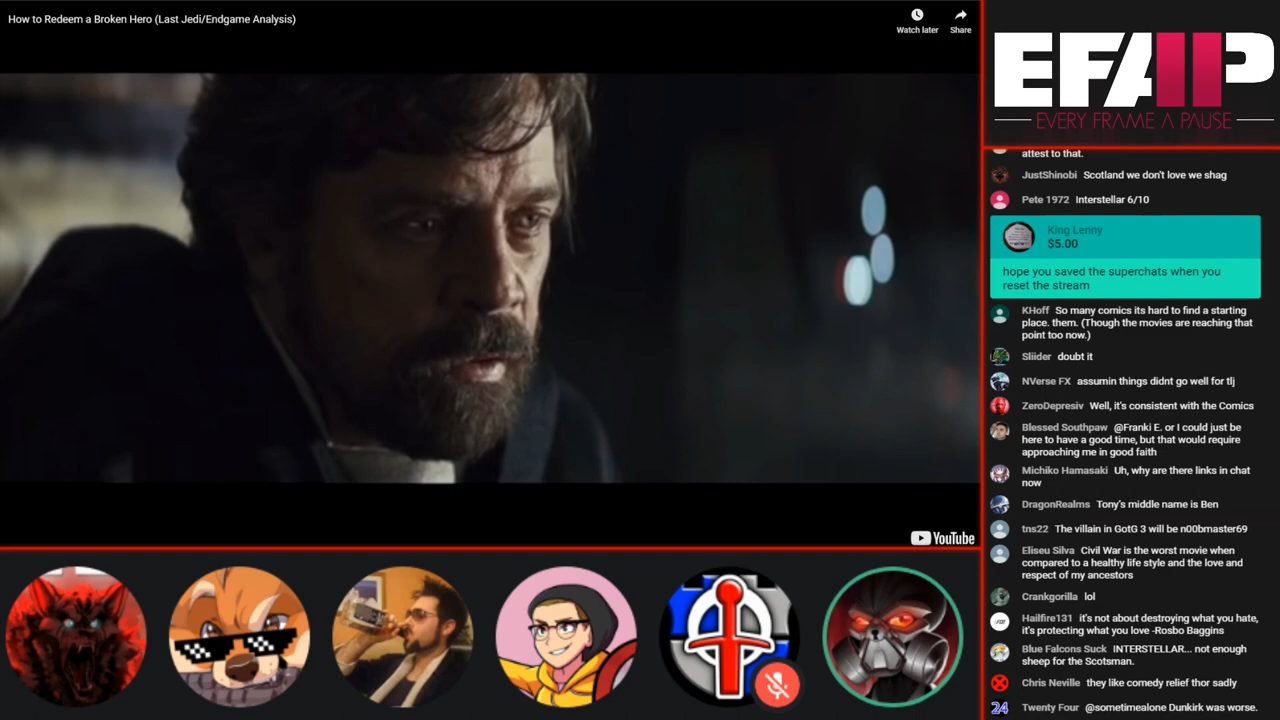 How to Redeem a Broken Hero (Last Jedi/Endgame Analysis)
Watch later
Share
YouTube
EFAP
EVERY FRAME A PAUSE
attest to that.
JustShinobi Scotland we don't love we shag
Pete 1972 Interstellar 6/10
King Lenny
$5.00
hope you saved the superchats when you
reset the stream
KHoff So many comics its hard to find a starting
place. them. (Though the movies are reaching that
point too now.)
Sliider doubt it
NVerse FX assumin things didnt go well for tlj
ZeroDepresiv Well, it's consistent with the Comics
Blessed Southpaw @Franki E. or I could just be
here to have a good time, but that would require
approaching me in good faith
Michiko Hamasaki Uh, why are there links in chat
now
DragonRealms Tony's middle name is Ben
tns22 The villain in GotG 3 will be n00bmaster69
Eliseu Silva Civil War is the worst movie when
compared to a healthy life style and the love and
respect of my ancestors
Crankgorilla lol
Hailfire131 it's not about destroying what you hate,
it's protecting what you love -Rosbo Baggins
Blue Falcons Suck INTERSTELLAR... not enough
sheep for the Scotsman.
Chris Neville they like comedy relief thor sadly
24 Twenty Four @sometimealone Dunkirk was worse.